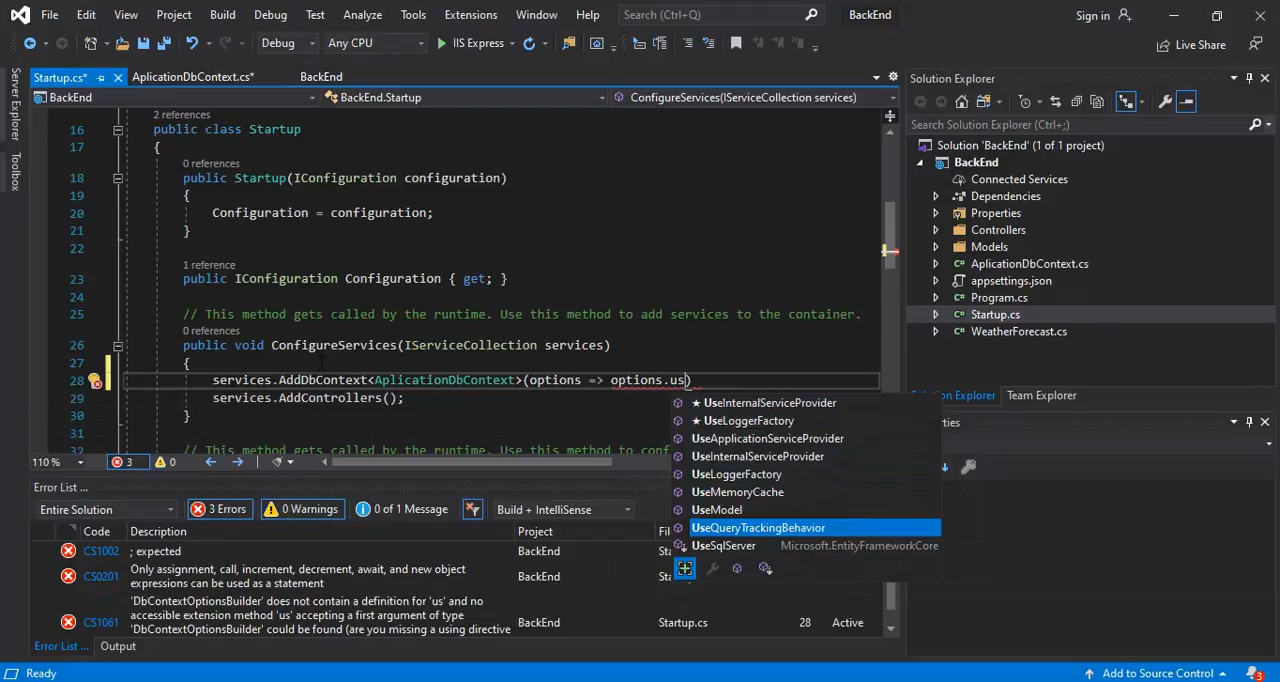 File Edit View Project Build Debug Test Analyze Tools Extensions Window Help Search (Ctrl+Q) BackEnd Sign in
Debug Any CPU IIS Express Live Share
Server Explorer
Toolbox
Startup.cs* AplicationDbContext.cs* BackEnd
BackEnd BackEnd.Startup ConfigureServices(IServiceCollection services)
2 references
16 public class Startup
17 {
0 references
18 public Startup(IConfiguration configuration)
19 {
20 Configuration = configuration;
21 }
22
1 reference
23 public IConfiguration Configuration { get; }
24
25 // This method gets called by the runtime. Use this method to add services to the container.
0 references
26 public void ConfigureServices(IServiceCollection services)
27 {
28 services.AddDbContext<AplicationDbContext>(options => options.us)
29 services.AddControllers();
30 }
31
32 // This method gets called by the runtime. Use this method to conf
★ UseInternalServiceProvider
★ UseLoggerFactory
UseApplicationServiceProvider
UseInternalServiceProvider
UseLoggerFactory
UseMemoryCache
UseModel
UseQueryTrackingBehavior
UseSqlServer Microsoft.EntityFrameworkCore
110 % 3 0
Error List ...
Entire Solution 3 Errors 0 Warnings 0 of 1 Message Build + IntelliSense
Code Description Project Fil
CS1002 ; expected BackEnd Sta
CS0201 Only assignment, call, increment, decrement, await, and new object
expressions can be used as a statement BackEnd Sta
CS1061 'DbContextOptionsBuilder' does not contain a definition for 'us' and no
accessible extension method 'us' accepting a first argument of type
'DbContextOptionsBuilder' could be found (are you missing a using directive BackEnd Startup.cs 28 Active
Error List ... Output
Solution Explorer
Search Solution Explorer (Ctrl+;)
Solution 'BackEnd' (1 of 1 project)
BackEnd
Connected Services
Dependencies
Properties
Controllers
Models
AplicationDbContext.cs
appsettings.json
Program.cs
Startup.cs
WeatherForecast.cs
Explorer Team Explorer
Ready Add to Source Control 3